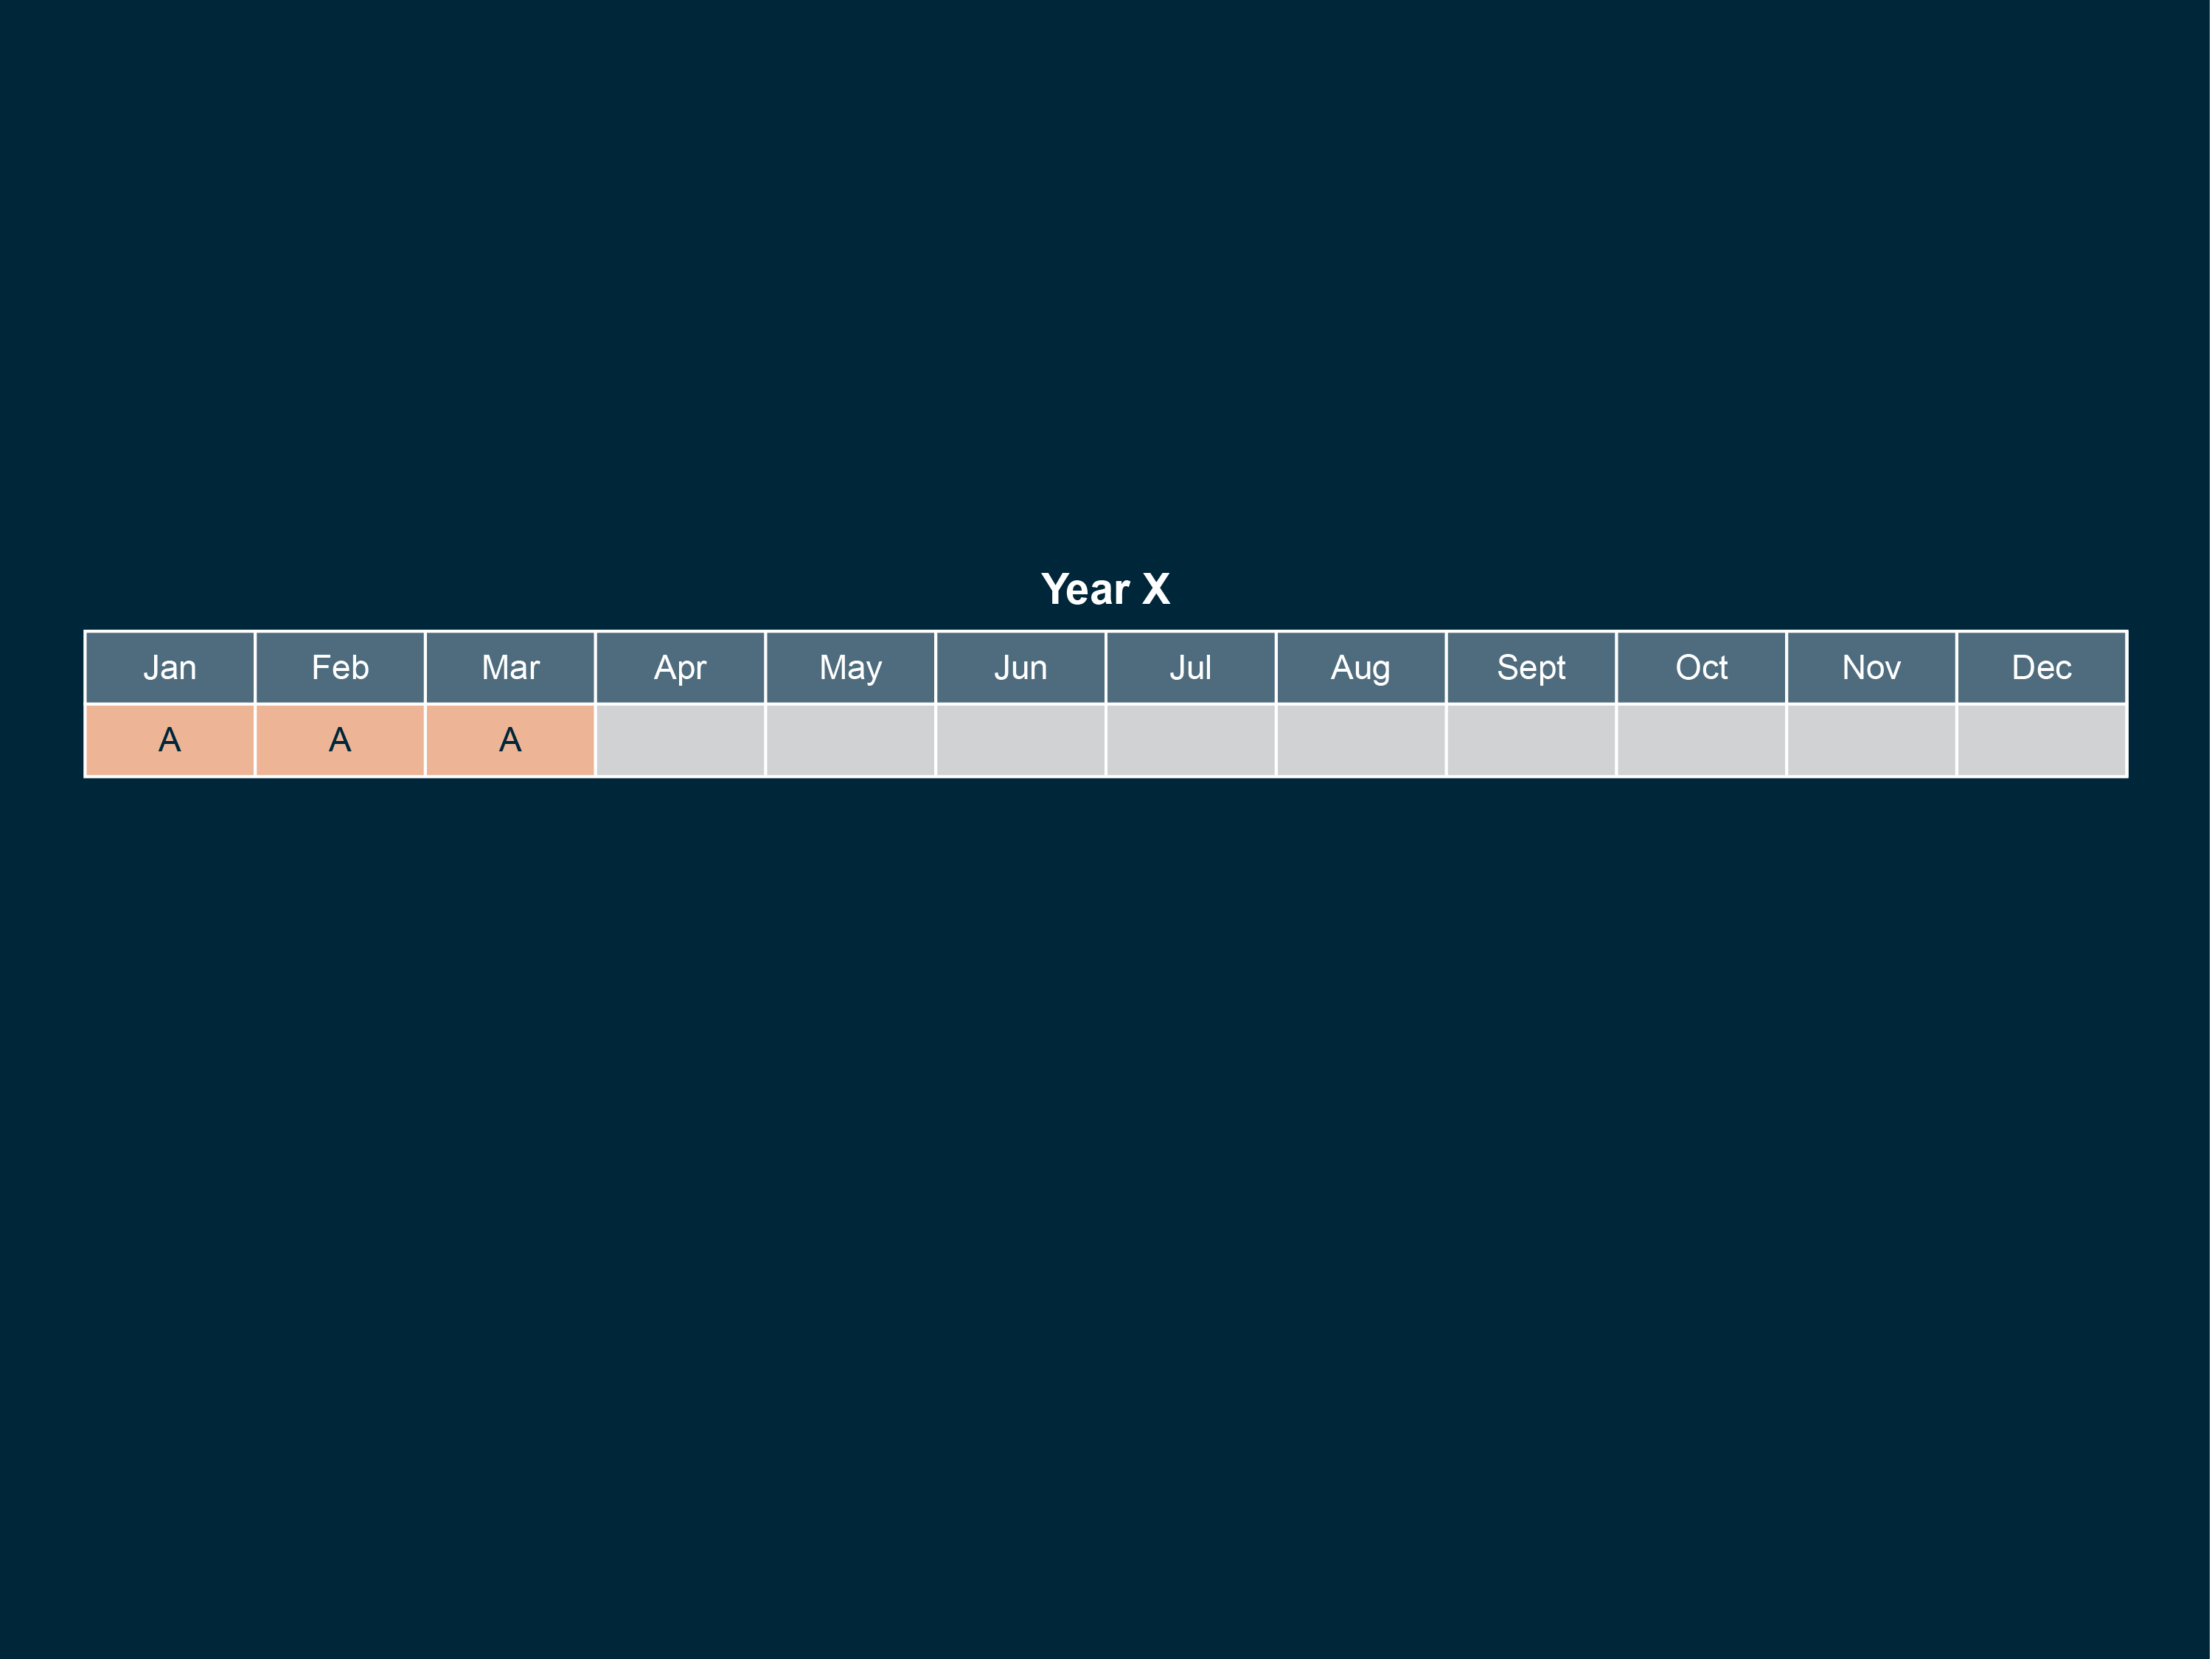 Year X
Jan Feb Mar Apr May Jun Jul Aug Sept Oct Nov Dec
A A A